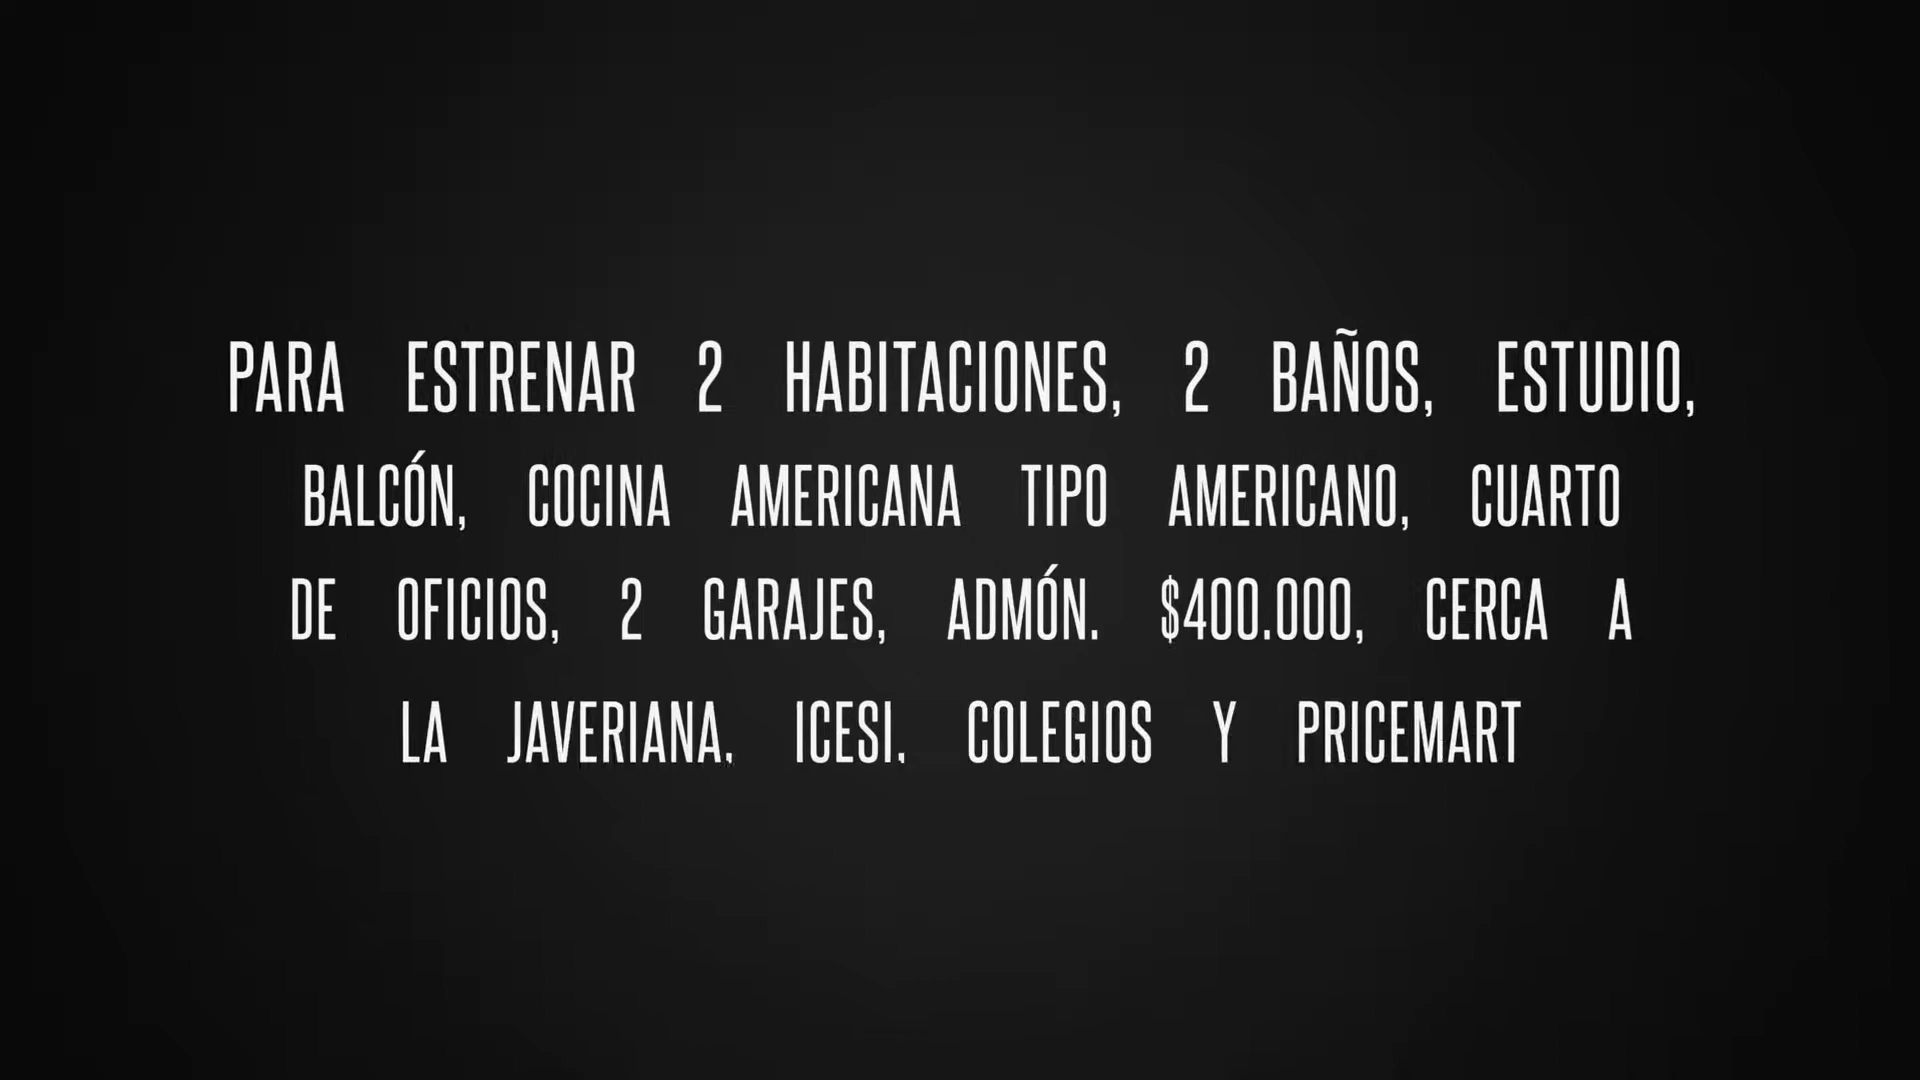 PARA ESTRENAR 2 HABITACIONES, 2 BAÑOS, ESTUDIO,
BALCÓN, COCINA AMERICANA TIPO AMERICANO, CUARTO
DE OFICIOS, 2 GARAJES, ADMÓN. $400.000, CERCA A
LA JAVERIANA, ICESI, COLEGIOS Y PRICEMART